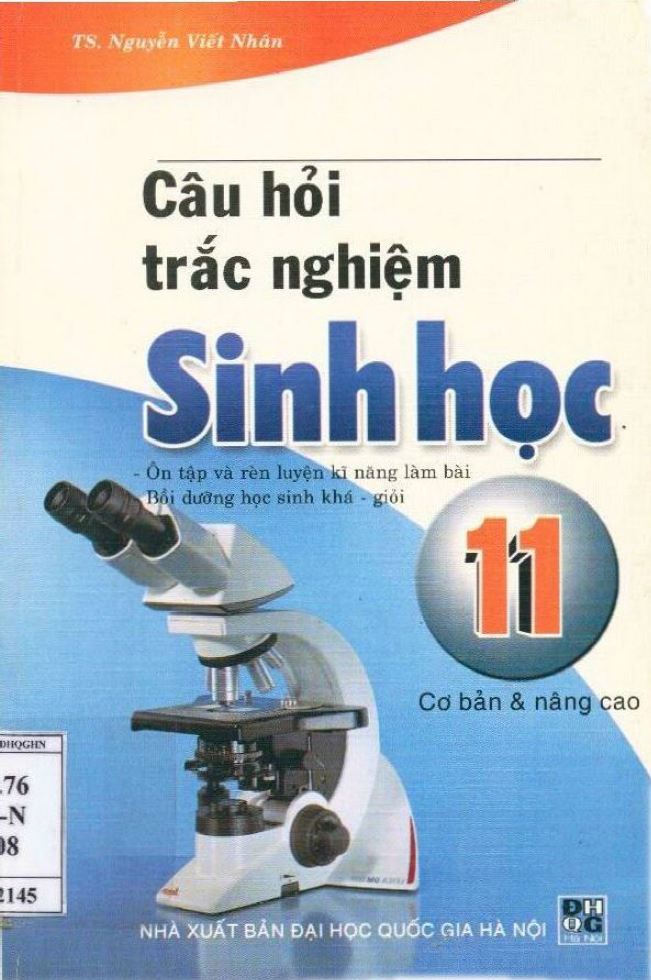 TS. Nguyễn Viết Nhân
Câu hỏi
trắc nghiệm
Sinh học
- Ôn tập và rèn luyện kĩ năng làm bài
- Bồi dưỡng học sinh khá - giỏi
11
Cơ bản & nâng cao
ĐHQGHN
.76
-N
08
2145
NHÀ XUẤT BẢN ĐẠI HỌC QUỐC GIA HÀ NỘI
ĐH
QG
Hà Nội